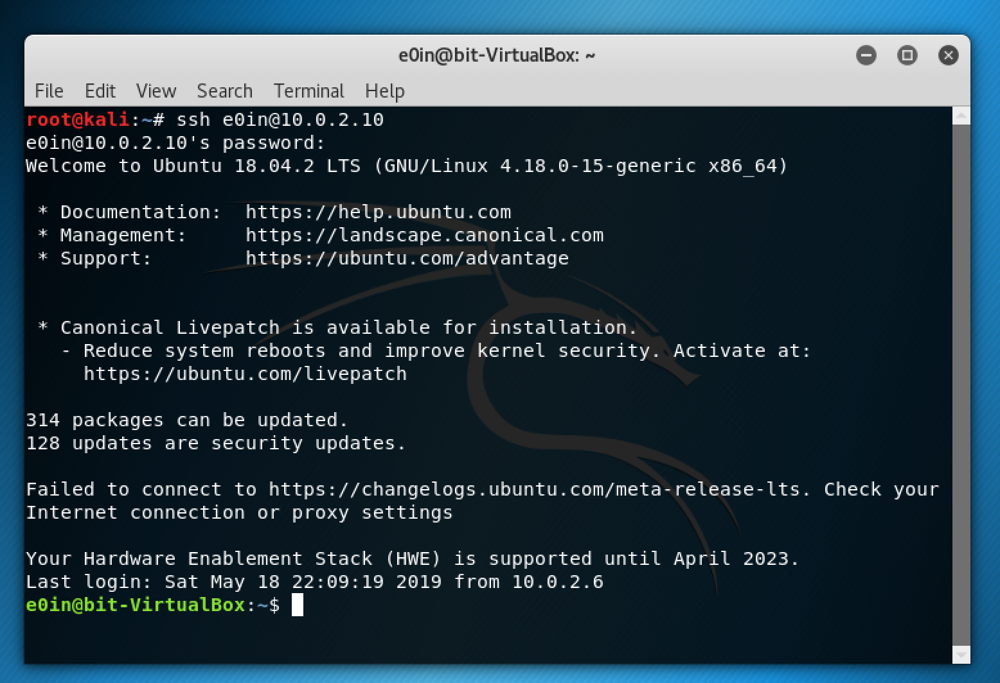 e0in@bit-VirtualBox: ~
File Edit View Search Terminal Help
root@kali:~# ssh e0in@10.0.2.10
e0in@10.0.2.10's password:
Welcome to Ubuntu 18.04.2 LTS (GNU/Linux 4.18.0-15-generic x86_64)
* Documentation:  https://help.ubuntu.com
* Management:     https://landscape.canonical.com
* Support:        https://ubuntu.com/advantage
* Canonical Livepatch is available for installation.
- Reduce system reboots and improve kernel security. Activate at:
https://ubuntu.com/livepatch
314 packages can be updated.
128 updates are security updates.
Failed to connect to https://changelogs.ubuntu.com/meta-release-lts. Check your
Internet connection or proxy settings
Your Hardware Enablement Stack (HWE) is supported until April 2023.
Last login: Sat May 18 22:09:19 2019 from 10.0.2.6
e0in@bit-VirtualBox:~$